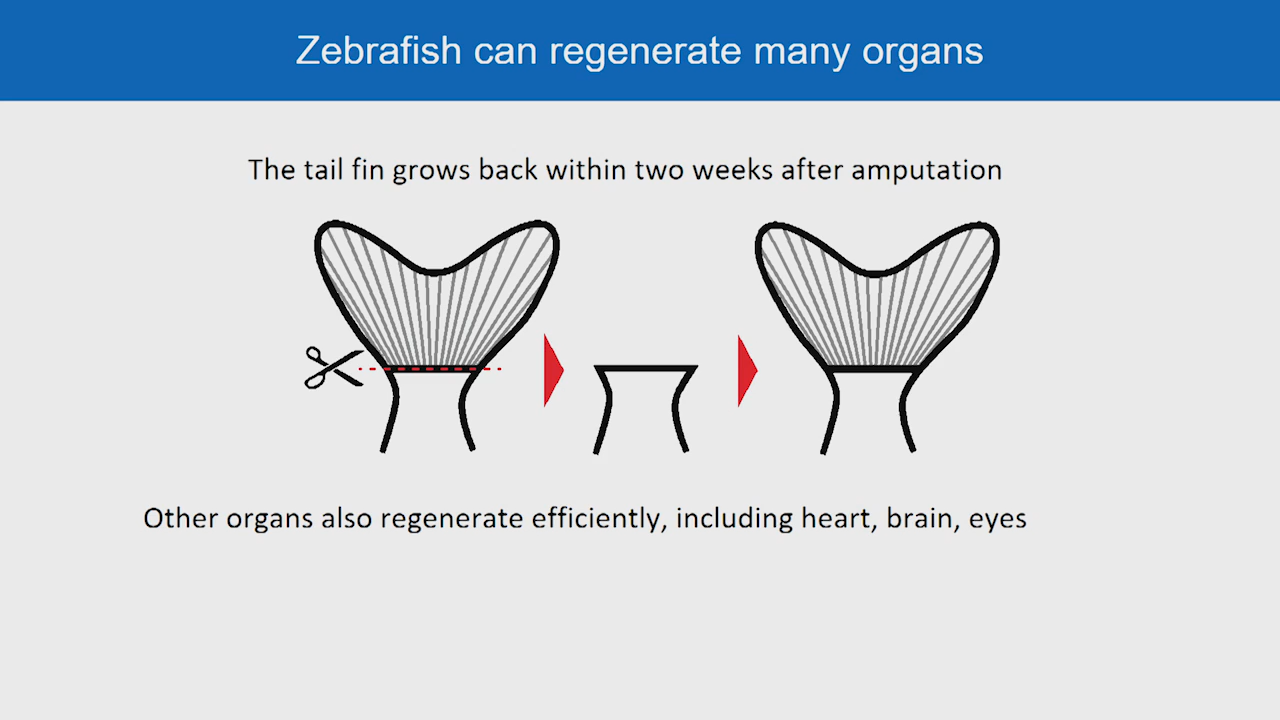 Zebrafish can regenerate many organs
The tail fin grows back within two weeks after amputation
Other organs also regenerate efficiently, including heart, brain, eyes